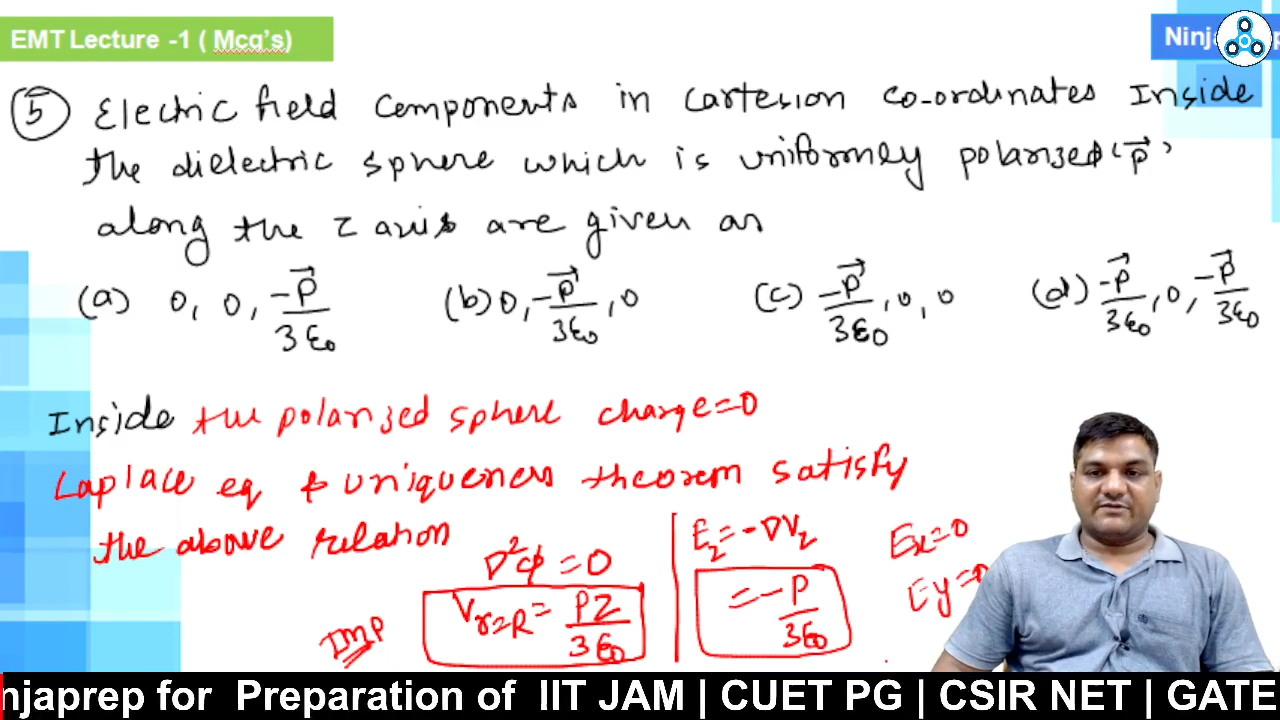 EMT Lecture -1 ( Mcq's)
Ninj
⑤ Electric field components in cartesion co-ordinates Inside
the dielectric sphere which is uniformly polarized (P⃗)
along the z axis are given as
(a) 0, 0, -P⃗/3ε₀ (b) 0, -P⃗/3ε₀, 0 (c) -P⃗/3ε₀, 0, 0 (d) -P⃗/3ε₀, 0, -P⃗/3ε₀
Inside the polarized sphere charge=0
Laplace eq & uniqueness theorem satisfy
the above relation
∇²φ = 0
IMP V r=R = PZ/3ε₀
E_z = -∇V_z
= -P/3ε₀
Ex=0
Ey=0
njaprep for Preparation of IIT JAM | CUET PG | CSIR NET | GATE